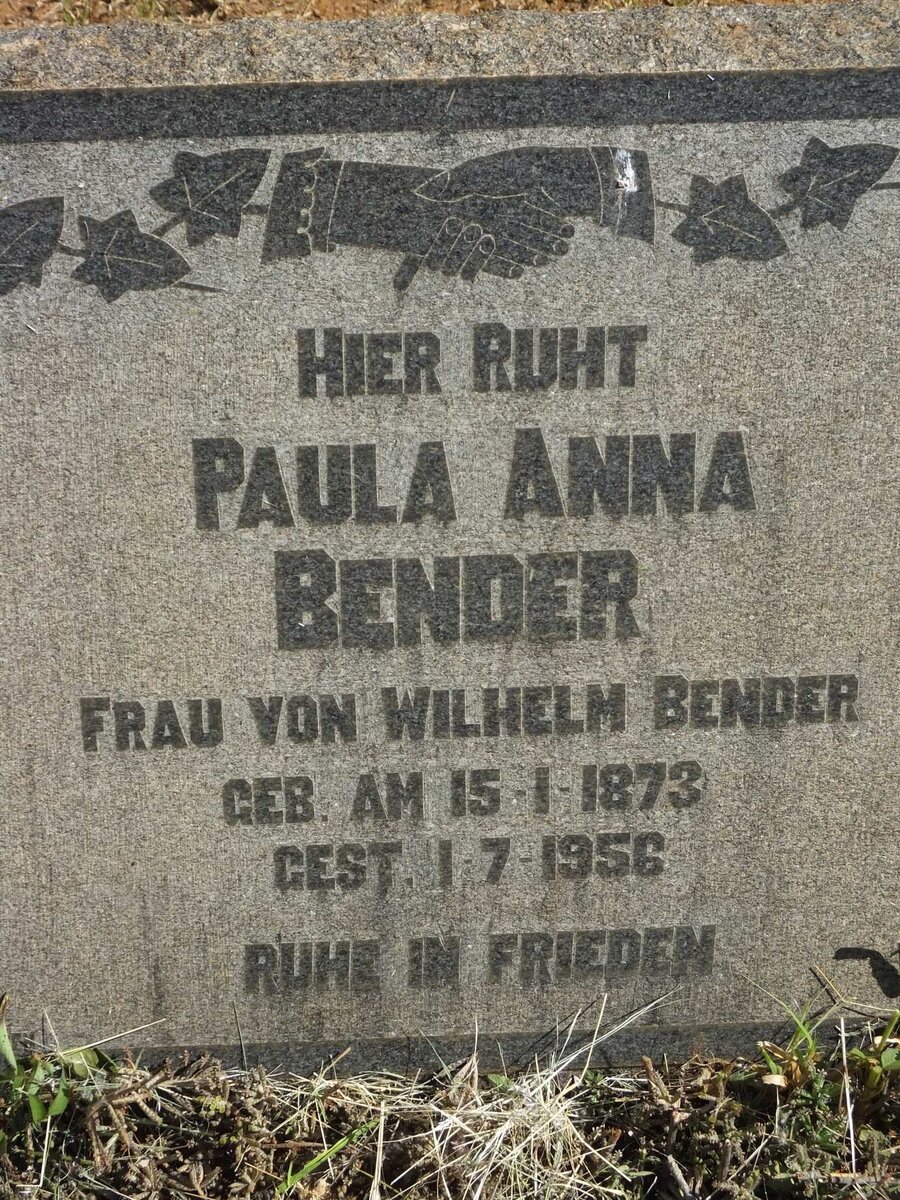 HIER RUHT
PAULA ANNA
BENDER
FRAU VON WILHELM BENDER
GEB. AM 15-1-1873
GEST. 1-7-1956
RUHE IN FRIEDEN